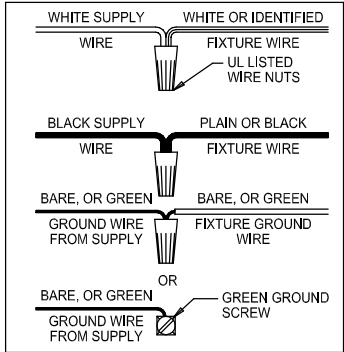 WHITE SUPPLY WHITE OR IDENTIFIED
WIRE FIXTURE WIRE
UL LISTED
WIRE NUTS
BLACK SUPPLY PLAIN OR BLACK
WIRE FIXTURE WIRE
BARE, OR GREEN BARE, OR GREEN
GROUND WIRE FIXTURE GROUND
FROM SUPPLY WIRE
OR
BARE, OR GREEN GREEN GROUND
SCREW
GROUND WIRE
FROM SUPPLY